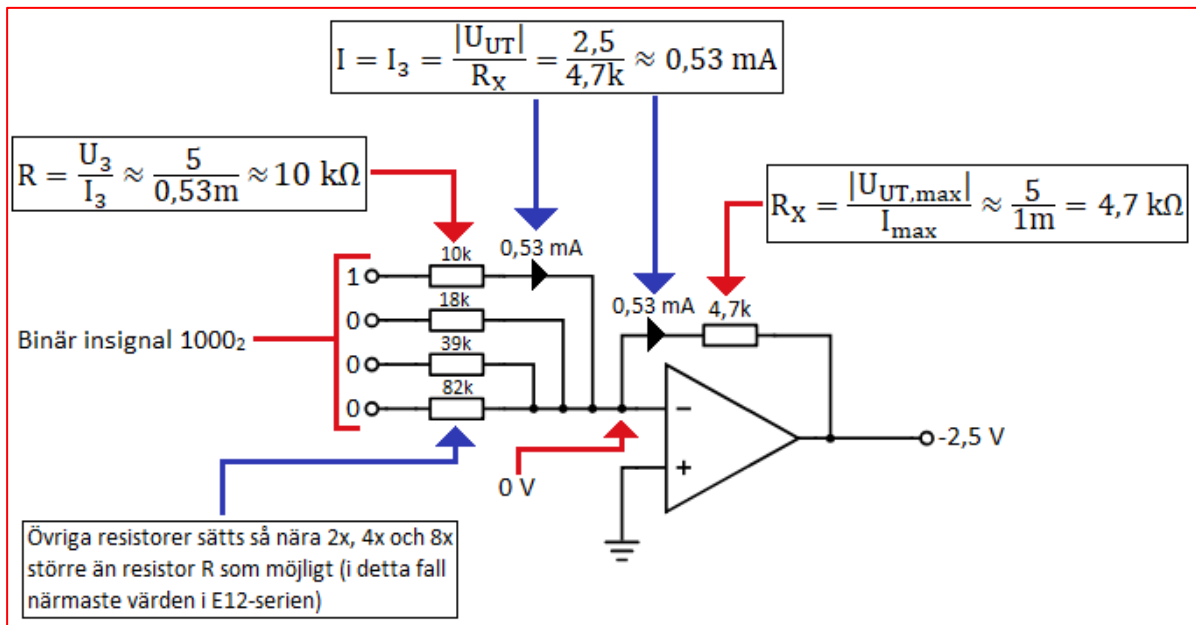 I = I₃ = |U_UT| / R_X = 2,5 / 4,7k ≈ 0,53 mA
R = U₃ / I₃ ≈ 5 / 0,53m ≈ 10 kΩ
R_X = |U_UT,max| / I_max ≈ 5 / 1m = 4,7 kΩ
10k
0,53 mA
1
18k
0
39k
0
82k
0
Binär insignal 1000₂
0,53 mA
4,7k
−
+
-2,5 V
0 V
Övriga resistorer sätts så nära 2x, 4x och 8x
större än resistor R som möjligt (i detta fall
närmaste värden i E12-serien)